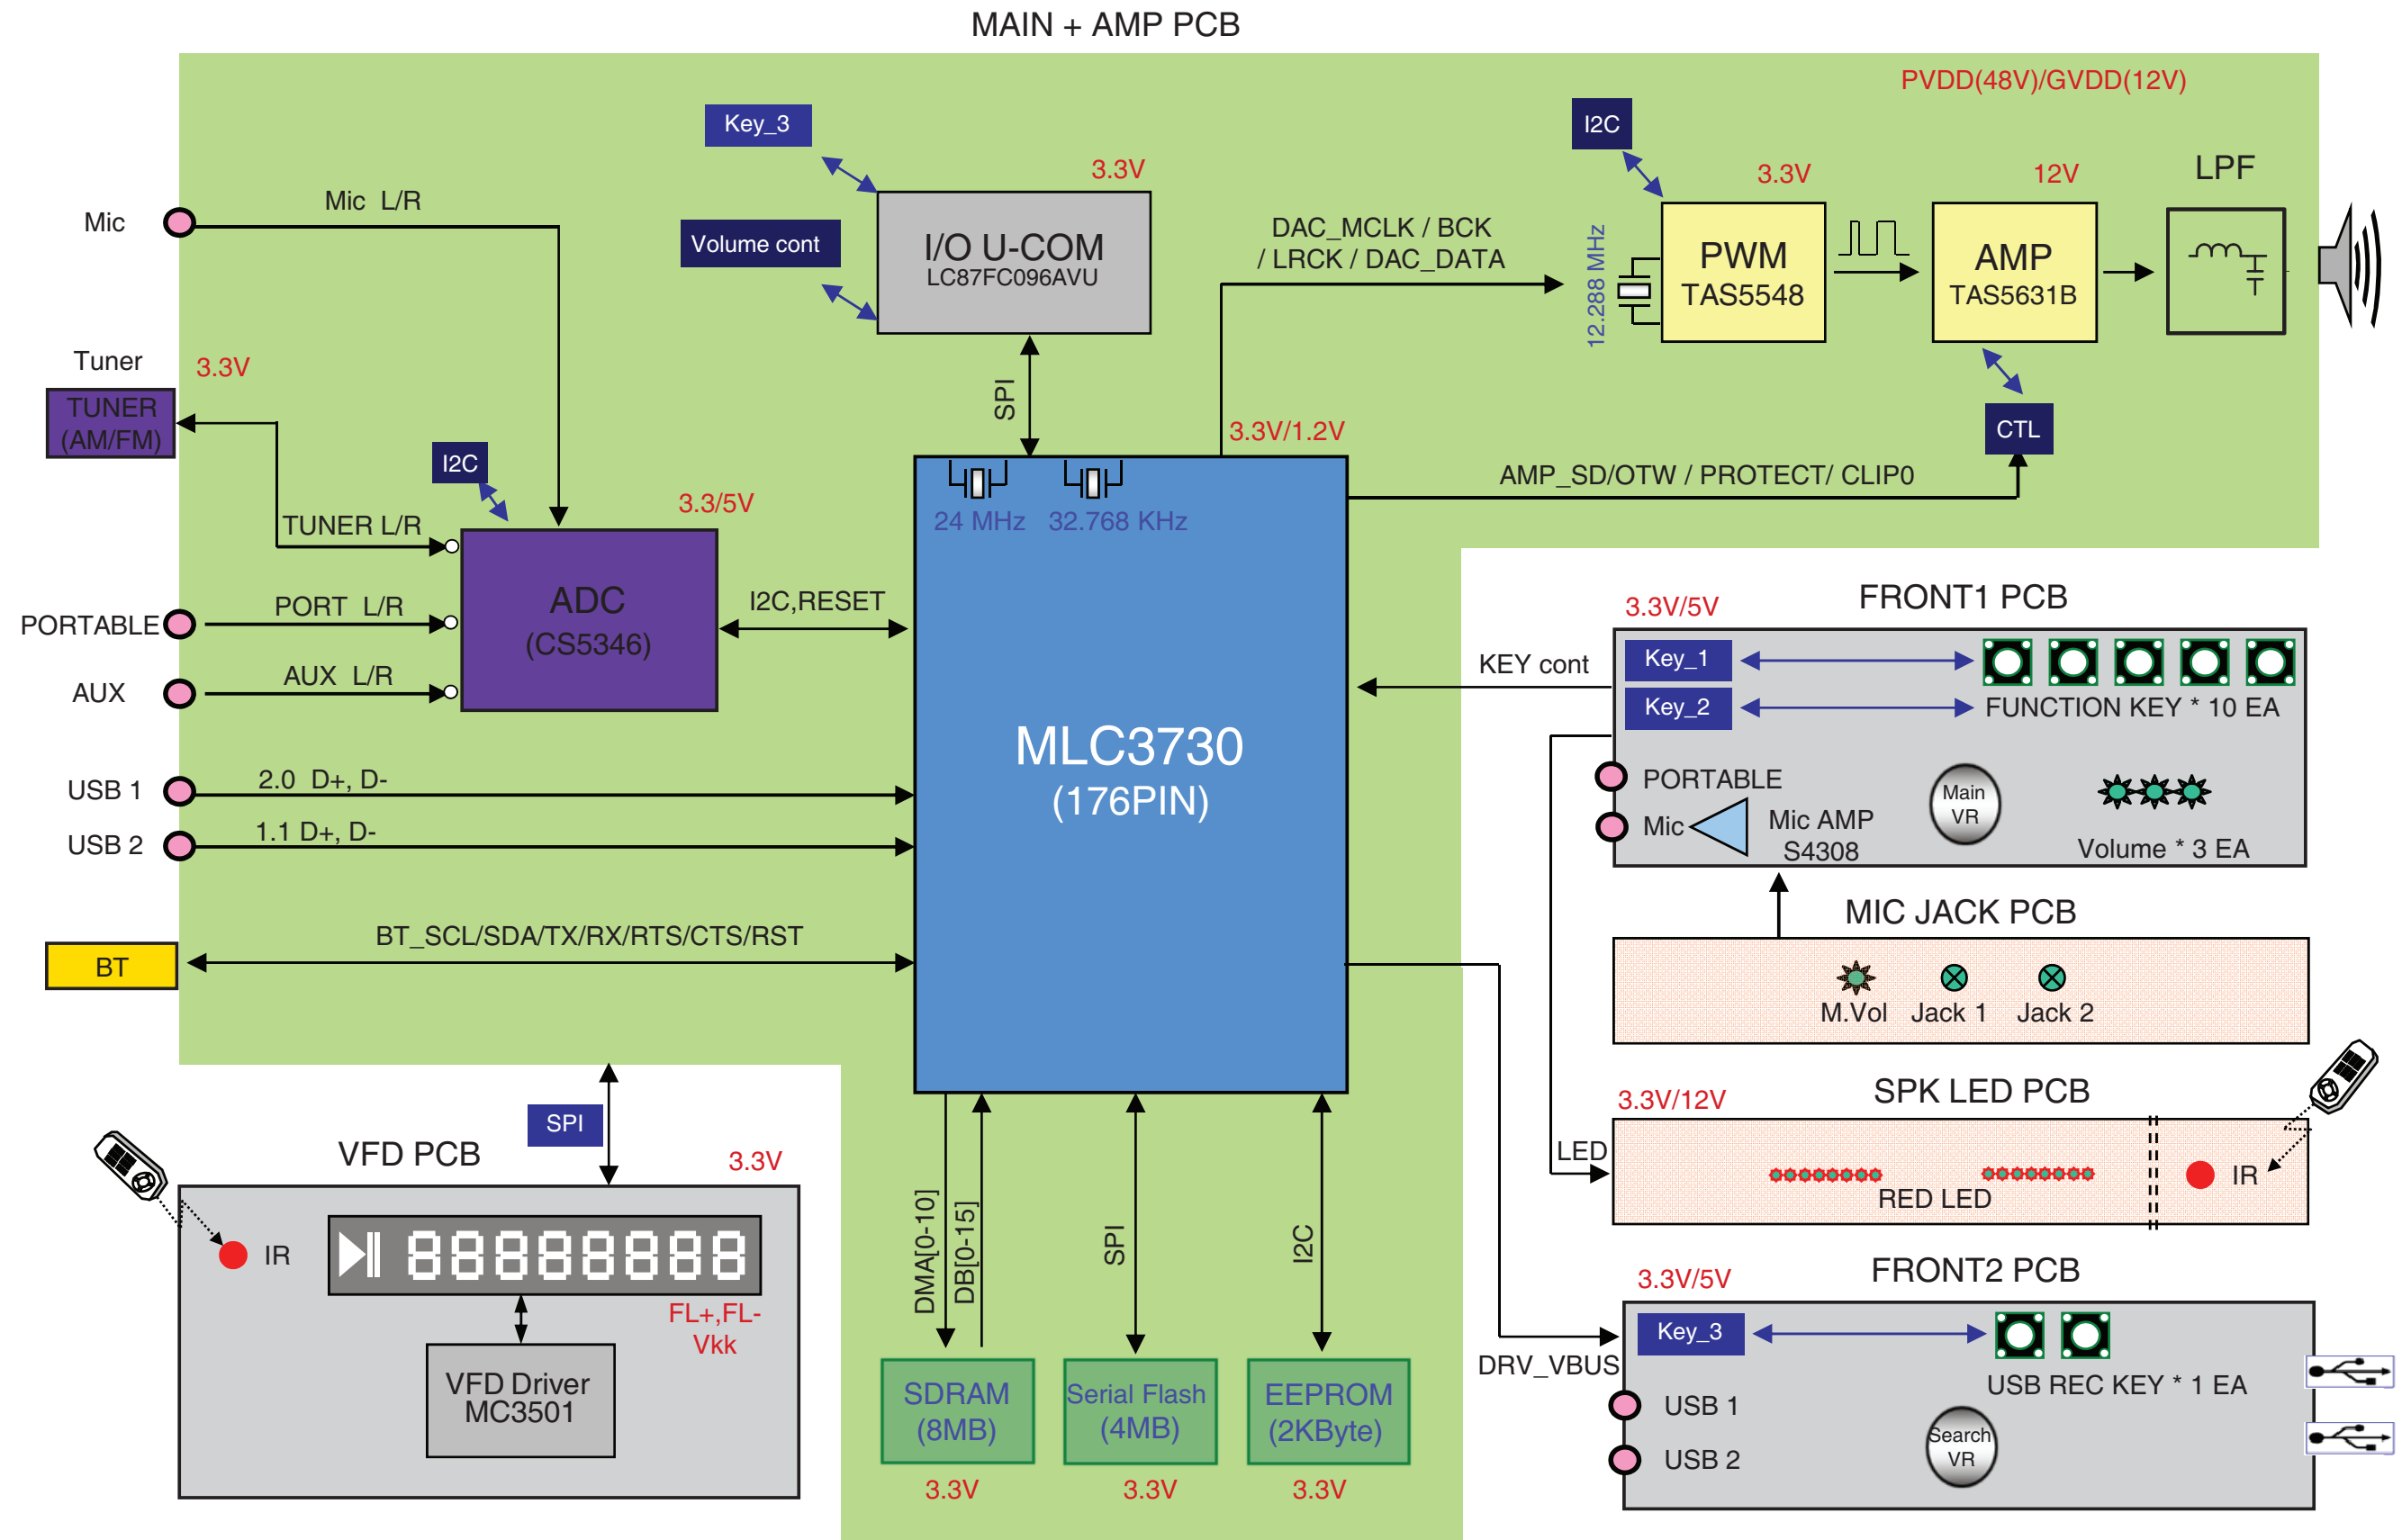 MAIN + AMP PCB
PVDD(48V)/GVDD(12V)
Key_3
I2C
3.3V
3.3V
12V
LPF
Mic
Mic L/R
Volume cont
I/O U-COM
LC87FC096AVU
DAC_MCLK / BCK
/ LRCK / DAC_DATA
12.288 MHz
PWM
TAS5548
AMP
TAS5631B
Tuner
3.3V
TUNER
(AM/FM)
SPI
3.3V/1.2V
CTL
I2C
3.3/5V
AMP_SD/OTW / PROTECT/ CLIP0
TUNER L/R
24 MHz
32.768 KHz
ADC
(CS5346)
I2C,RESET
PORTABLE
PORT L/R
AUX
AUX L/R
MLC3730
(176PIN)
USB 1
2.0 D+, D-
USB 2
1.1 D+, D-
BT
BT_SCL/SDA/TX/RX/RTS/CTS/RST
FRONT1 PCB
3.3V/5V
KEY cont
Key_1
Key_2
FUNCTION KEY * 10 EA
PORTABLE
Mic
Mic AMP
S4308
Main
VR
Volume * 3 EA
MIC JACK PCB
M.Vol
Jack 1
Jack 2
SPK LED PCB
3.3V/12V
LED
RED LED
IR
SPI
VFD PCB
3.3V
IR
FL+,FL-
Vkk
VFD Driver
MC3501
DMA[0-10]
DB[0-15]
SPI
I2C
SDRAM
(8MB)
3.3V
Serial Flash
(4MB)
3.3V
EEPROM
(2KByte)
3.3V
FRONT2 PCB
3.3V/5V
DRV_VBUS
Key_3
USB REC KEY * 1 EA
USB 1
USB 2
Search
VR